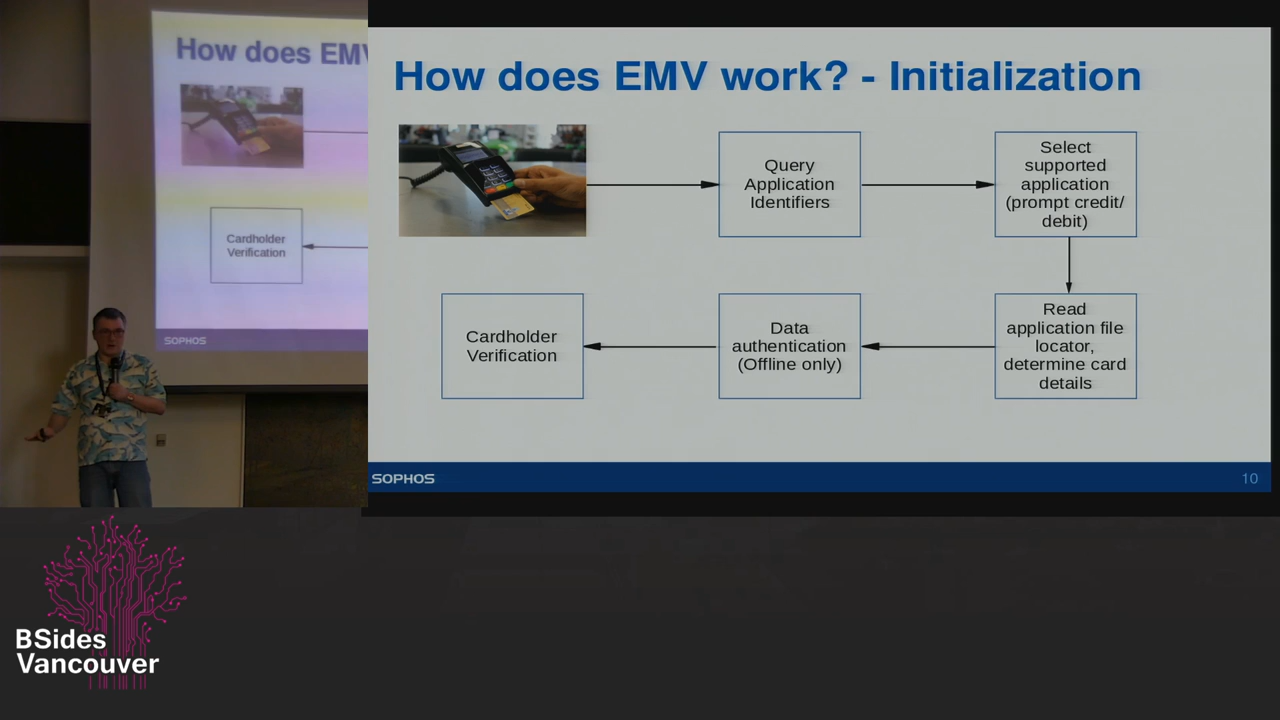 How does EMV
Cardholder
Verification
SOPHOS
How does EMV work? - Initialization
Query
Application
Identifiers
Select
supported
application
(prompt credit/
debit)
Cardholder
Verification
Data
authentication
(Offline only)
Read
application file
locator,
determine card
details
SOPHOS
10
BSides
Vancouver